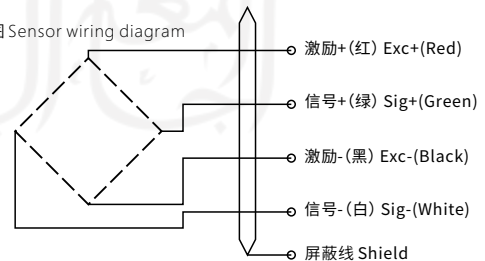 Sensor wiring diagram
激励+(红) Exc+(Red)
信号+(绿) Sig+(Green)
激励-(黑) Exc-(Black)
信号-(白) Sig-(White)
屏蔽线 Shield